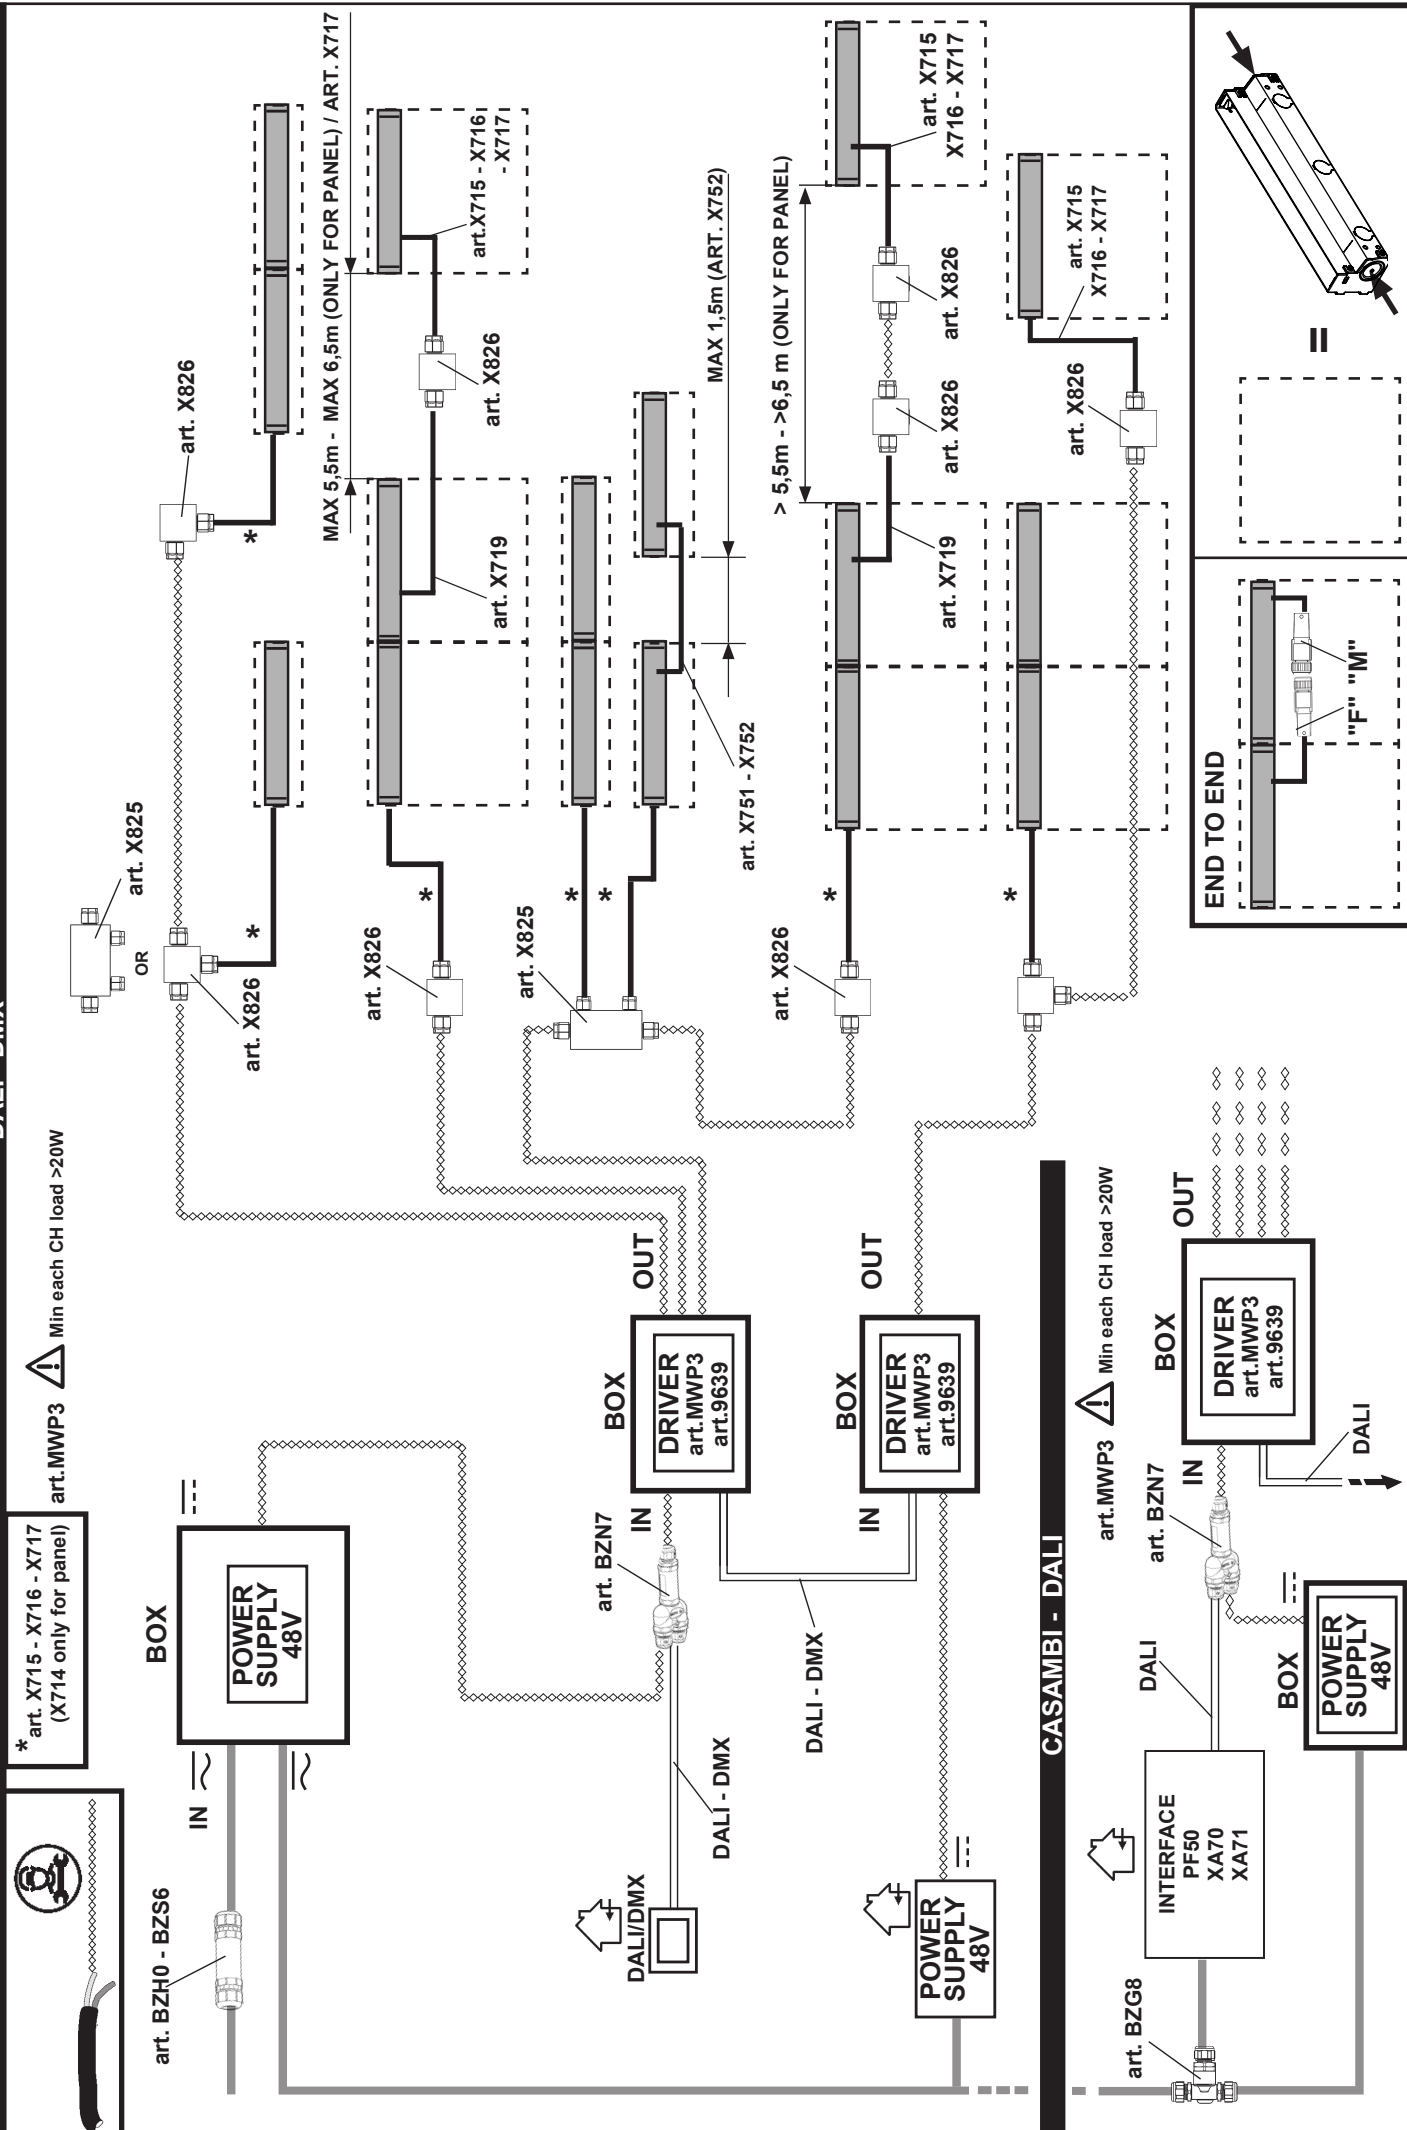 DALI - DMX
* art. X715 - X716 - X717
(X714 only for panel)
art.MWP3
Min each CH load >20W
art. BZH0 - BZS6
IN
BOX
POWER
SUPPLY
48V
art. X825
OR
art. X826
*
art. X826
*
MAX 5,5m - MAX 6,5m (ONLY FOR PANEL) / ART. X717
art. X826
*
art. X719
art. X826
art.X715 - X716
- X717
art. X825
*
*
art. X751 - X752
MAX 1,5m (ART. X752)
DALI/DMX
DALI - DMX
art. BZN7
IN
BOX
DRIVER
art.MWP3
art.9639
OUT
DALI - DMX
art. X826
*
art. X719
> 5,5m - >6,5 m (ONLY FOR PANEL)
art. X826
art. X826
art. X715
X716 - X717
POWER
SUPPLY
48V
IN
BOX
DRIVER
art.MWP3
art.9639
OUT
*
art. X826
art. X715
X716 - X717
CASAMBI - DALI
art.MWP3
Min each CH load >20W
art. BZG8
INTERFACE
PF50
XA70
XA71
DALI
art. BZN7
IN
BOX
DRIVER
art.MWP3
art.9639
OUT
BOX
POWER
SUPPLY
48V
DALI
END TO END
"F" "M"
=